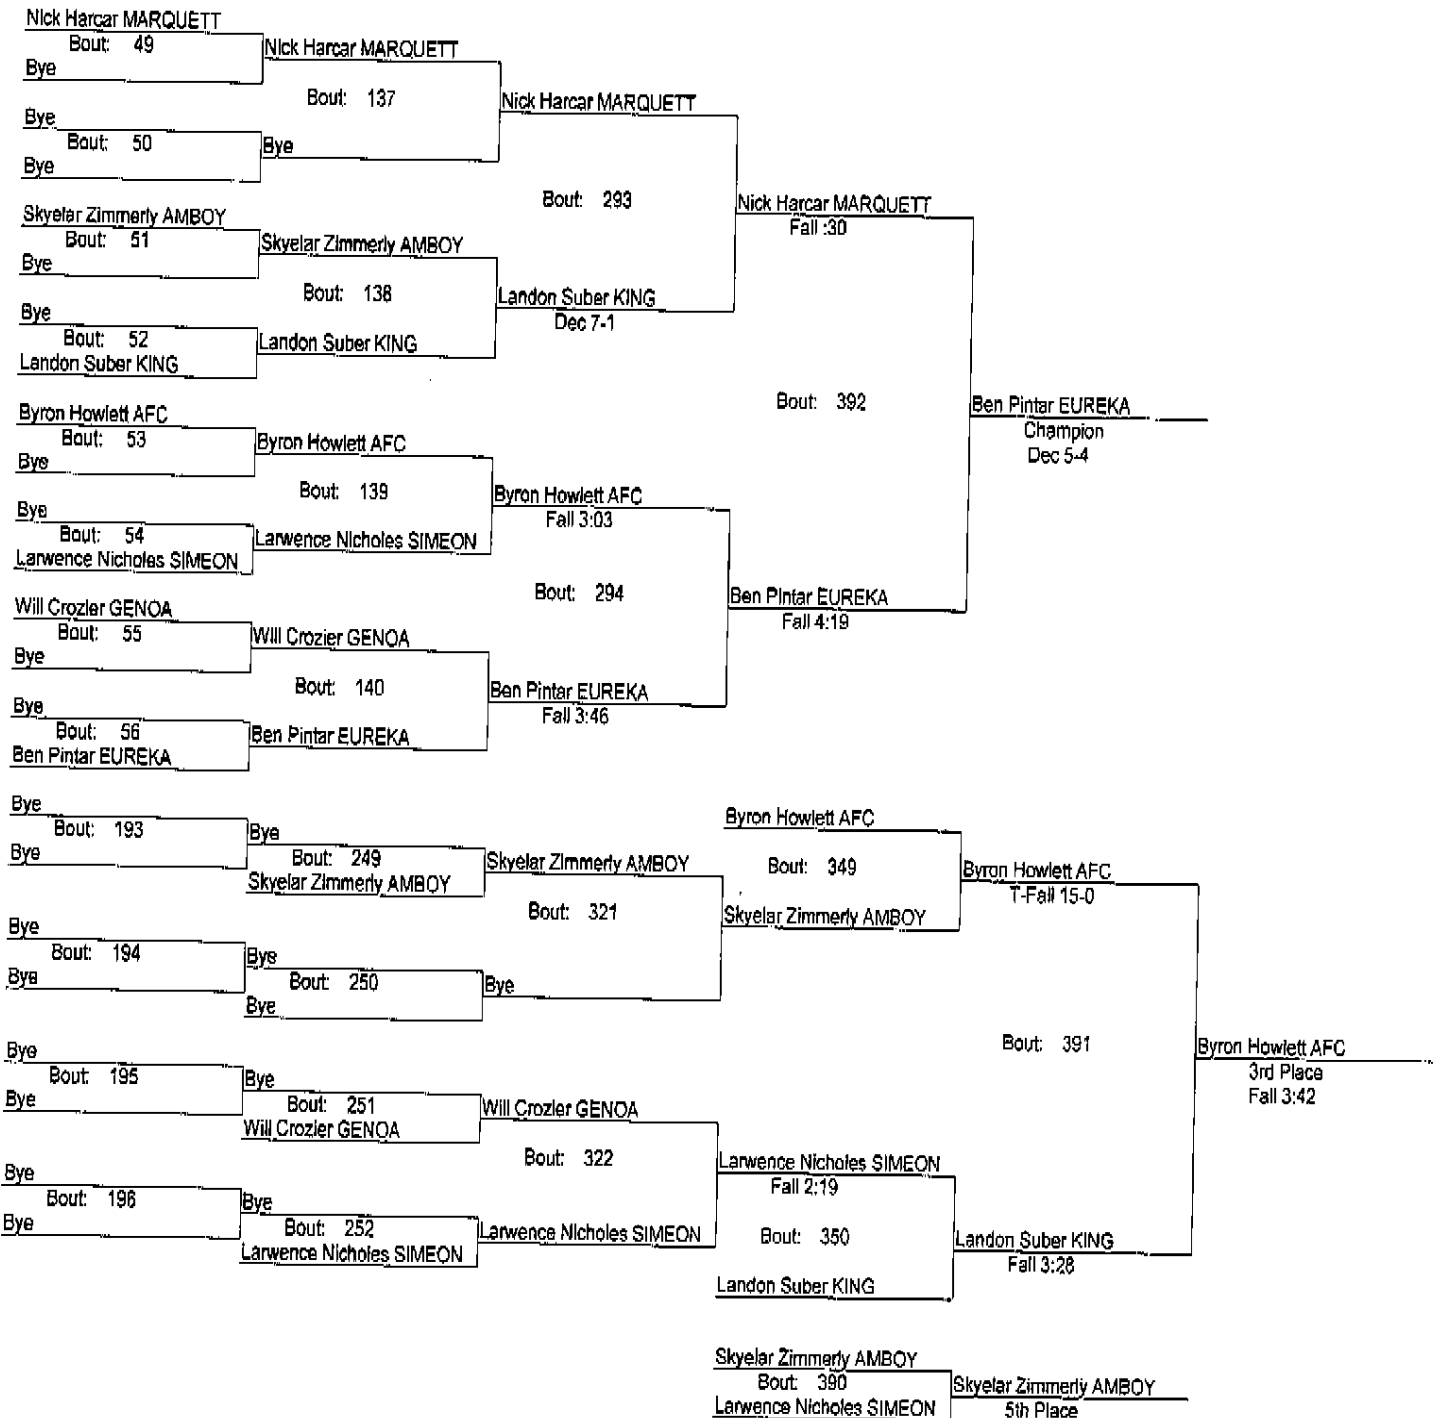 Nick Harcar MARQUETT
Bout: 49
Bye
Nick Harcar MARQUETT
Bout: 137
Bye
Bout: 50
Bye
Bye
Nick Harcar MARQUETT
Bout: 293
Skyelar Zimmerly AMBOY
Bout: 51
Bye
Skyelar Zimmerly AMBOY
Bout: 138
Bye
Bout: 52
Landon Suber KING
Landon Suber KING
Landon Suber KING
Dec 7-1
Nick Harcar MARQUETT
Fall :30
Bout: 392
Byron Howlett AFC
Bout: 53
Bye
Byron Howlett AFC
Bout: 139
Bye
Bout: 54
Larwence Nicholes SIMEON
Larwence Nicholes SIMEON
Byron Howlett AFC
Fall 3:03
Bout: 294
Will Crozier GENOA
Bout: 55
Bye
Will Crozier GENOA
Bout: 140
Bye
Bout: 56
Ben Pintar EUREKA
Ben Pintar EUREKA
Ben Pintar EUREKA
Fall 3:46
Ben Pintar EUREKA
Fall 4:19
Ben Pintar EUREKA
Champion
Dec 5-4
Bye
Bout: 193
Bye
Bye
Bout: 249
Skyelar Zimmerly AMBOY
Skyelar Zimmerly AMBOY
Bout: 321
Bye
Bout: 194
Bye
Bye
Bout: 250
Bye
Bye
Byron Howlett AFC
Bout: 349
Skyelar Zimmerly AMBOY
Byron Howlett AFC
T-Fall 15-0
Bout: 391
Bye
Bout: 195
Bye
Bye
Bout: 251
Will Crozier GENOA
Will Crozier GENOA
Bout: 322
Bye
Bout: 196
Bye
Bye
Bout: 252
Larwence Nicholes SIMEON
Larwence Nicholes SIMEON
Larwence Nicholes SIMEON
Fall 2:19
Bout: 350
Landon Suber KING
Landon Suber KING
Fall 3:28
Byron Howlett AFC
3rd Place
Fall 3:42
Skyelar Zimmerly AMBOY
Bout: 390
Larwence Nicholes SIMEON
Skyelar Zimmerly AMBOY
5th Place